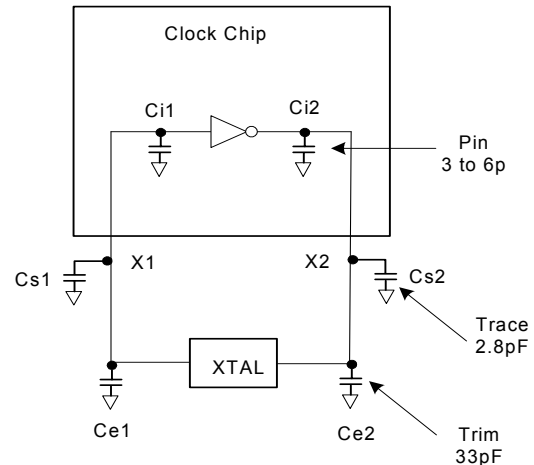 Clock Chip
Ci1
Ci2
Pin
3 to 6p
X1
X2
Cs1
Cs2
Trace
2.8pF
XTAL
Ce1
Ce2
Trim
33pF